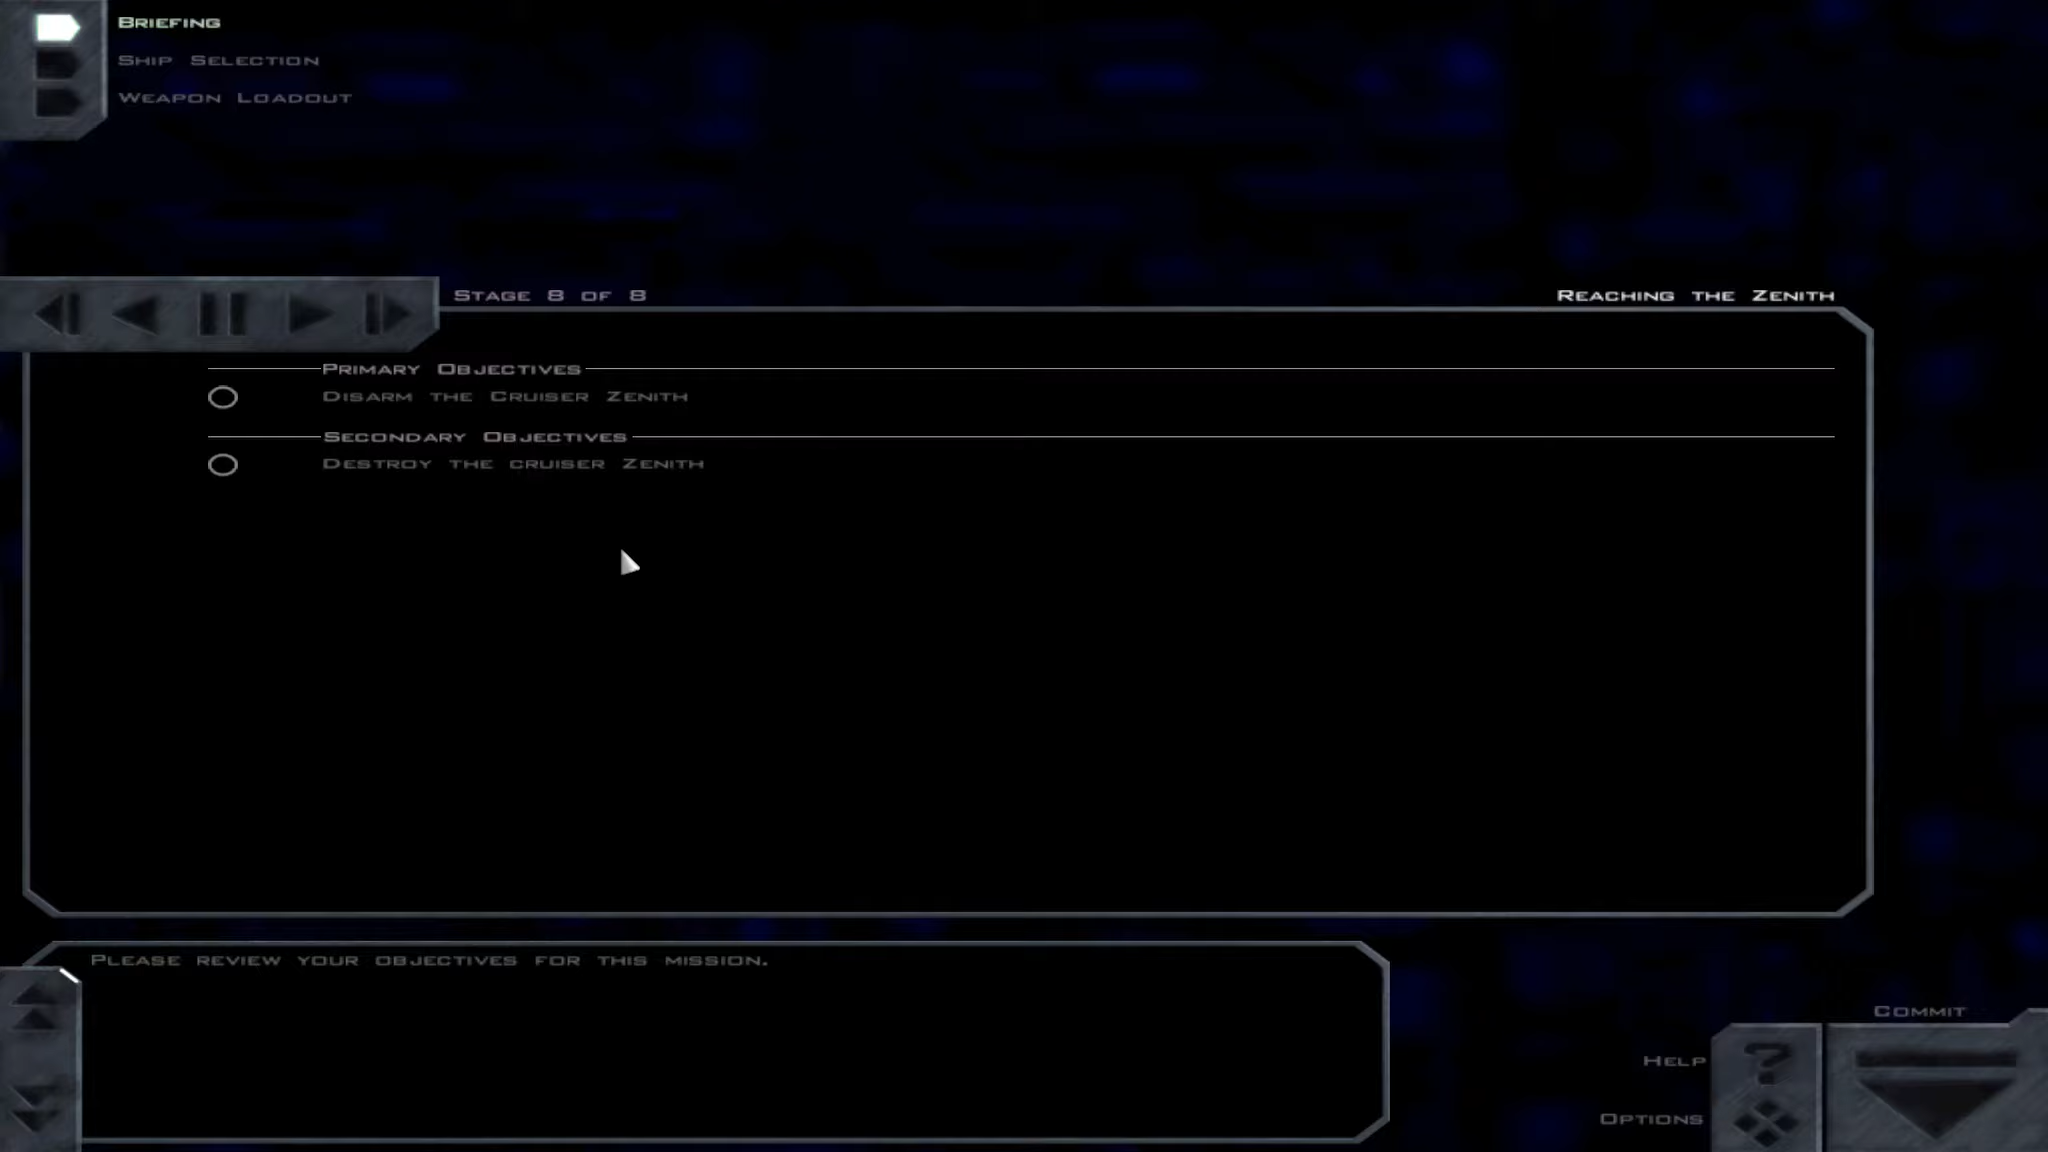 Briefing
Ship Selection
Weapon Loadout
Stage 8 of 8
Reaching the Zenith
Primary Objectives
Disarm the Cruiser Zenith
Secondary Objectives
Destroy the cruiser Zenith
Please review your objectives for this mission.
Commit
Help
?
Options